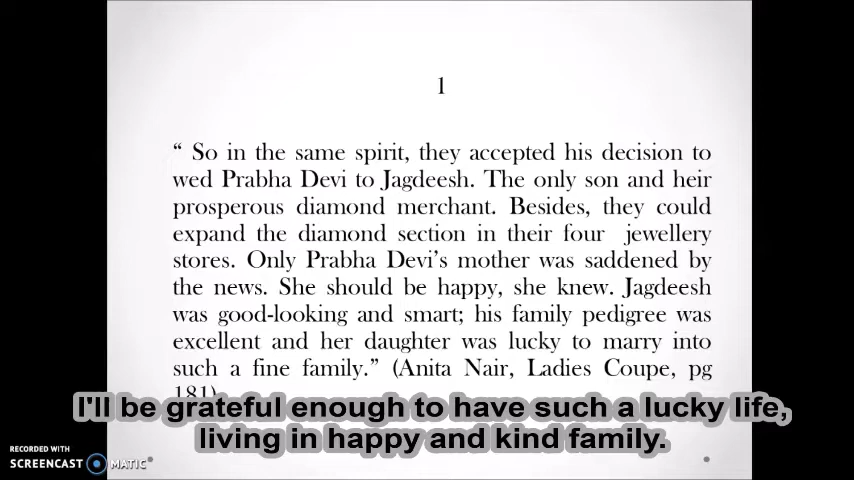 1
“ So in the same spirit, they accepted his decision to
wed Prabha Devi to Jagdeesh. The only son and heir
prosperous diamond merchant. Besides, they could
expand the diamond section in their four jewellery
stores. Only Prabha Devi’s mother was saddened by
the news. She should be happy, she knew. Jagdeesh
was good-looking and smart; his family pedigree was
excellent and her daughter was lucky to marry into
such a fine family.” (Anita Nair, Ladies Coupe, pg
181)
I'll be grateful enough to have such a lucky life,
living in happy and kind family.
RECORDED WITH
SCREENCAST MATIC